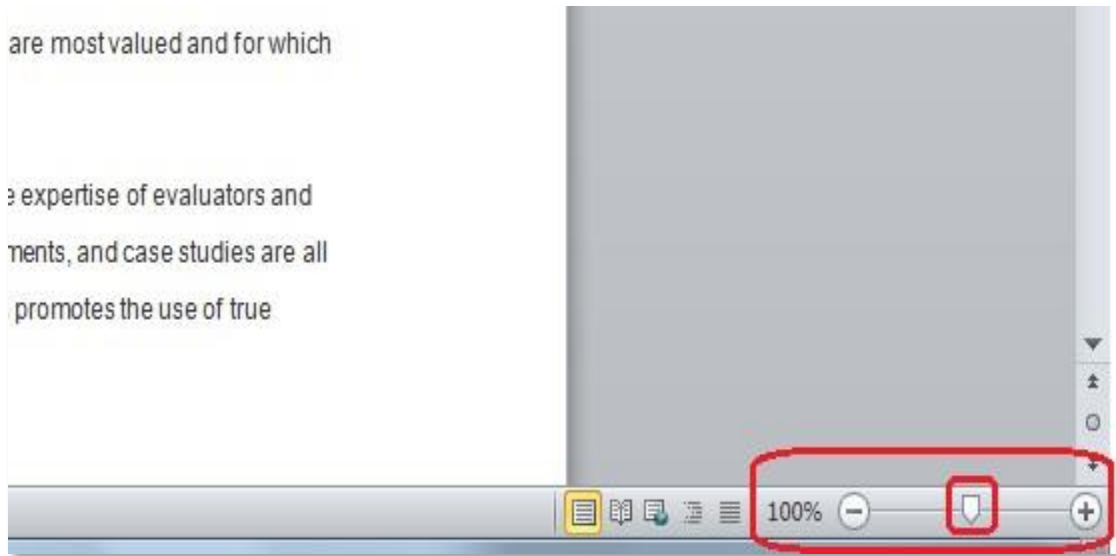 are most valued and for which
expertise of evaluators and
and case studies are all
promotes the use of true
100%